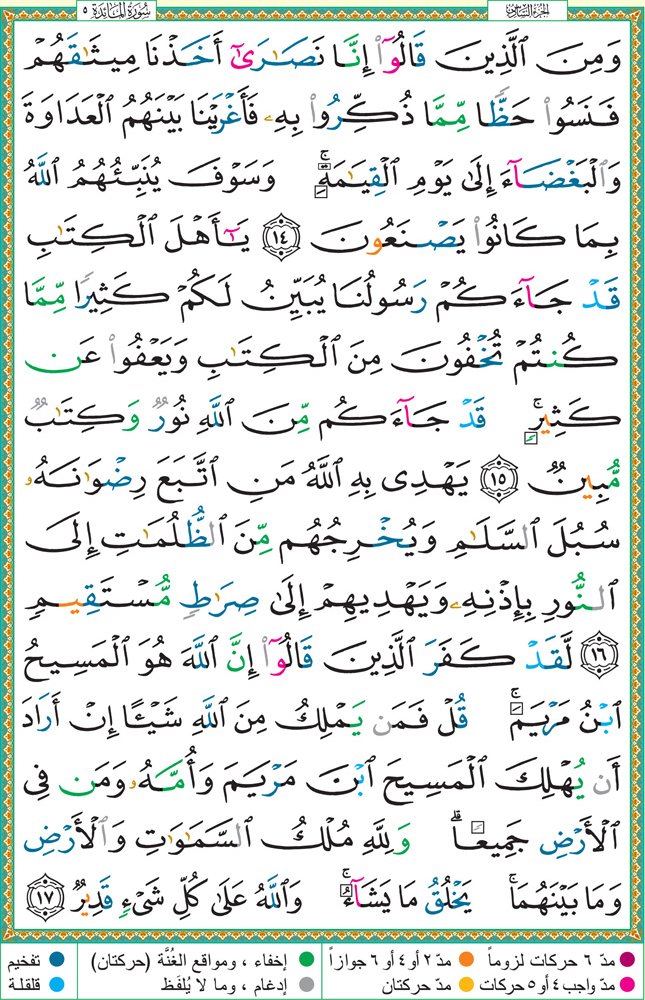 سُورَةُ المَائدة ٥
الجزء السادس
وَمِنَ ٱلَّذِينَ قَالُوٓا۟ إِنَّا نَصَـٰرَىٰٓ أَخَذْنَا مِيثَـٰقَهُمْ
فَنَسُوا۟ حَظًّا مِّمَّا ذُكِّرُوا۟ بِهِۦ فَأَغْرَيْنَا بَيْنَهُمُ ٱلْعَدَاوَةَ
وَٱلْبَغْضَآءَ إِلَىٰ يَوْمِ ٱلْقِيَـٰمَةِ ۚ وَسَوْفَ يُنَبِّئُهُمُ ٱللَّهُ
بِمَا كَانُوا۟ يَصْنَعُونَ ١٤ يَـٰٓأَهْلَ ٱلْكِتَـٰبِ
قَدْ جَآءَكُمْ رَسُولُنَا يُبَيِّنُ لَكُمْ كَثِيرًا مِّمَّا
كُنتُمْ تُخْفُونَ مِنَ ٱلْكِتَـٰبِ وَيَعْفُوا۟ عَن
كَثِيرٍ ۚ قَدْ جَآءَكُم مِّنَ ٱللَّهِ نُورٌ وَكِتَـٰبٌ
مُّبِينٌ ١٥ يَهْدِى بِهِ ٱللَّهُ مَنِ ٱتَّبَعَ رِضْوَٰنَهُۥ
سُبُلَ ٱلسَّلَـٰمِ وَيُخْرِجُهُم مِّنَ ٱلظُّلُمَـٰتِ إِلَى
ٱلنُّورِ بِإِذْنِهِۦ وَيَهْدِيهِمْ إِلَىٰ صِرَٰطٍ مُّسْتَقِيمٍ
١٦ لَّقَدْ كَفَرَ ٱلَّذِينَ قَالُوٓا۟ إِنَّ ٱللَّهَ هُوَ ٱلْمَسِيحُ
ٱبْنُ مَرْيَمَ ۚ قُلْ فَمَن يَمْلِكُ مِنَ ٱللَّهِ شَيْـًٔا إِنْ أَرَادَ
أَن يُهْلِكَ ٱلْمَسِيحَ ٱبْنَ مَرْيَمَ وَأُمَّهُۥ وَمَن فِى
ٱلْأَرْضِ جَمِيعًا ۗ وَلِلَّهِ مُلْكُ ٱلسَّمَـٰوَٰتِ وَٱلْأَرْضِ
وَمَا بَيْنَهُمَا ۚ يَخْلُقُ مَا يَشَآءُ ۚ وَٱللَّهُ عَلَىٰ كُلِّ شَىْءٍ قَدِيرٌ ١٧
مدّ ٦ حركات لزوماً مدّ ٢ أو ٤ أو ٦ جوازاً إخفاء ، ومواقع الغُنَّة (حركتان) تفخيم
مدّ واجب ٤ أو ٥ حركات مدّ حركتان إدغام ، وما لا يُلفَظ قلقلة